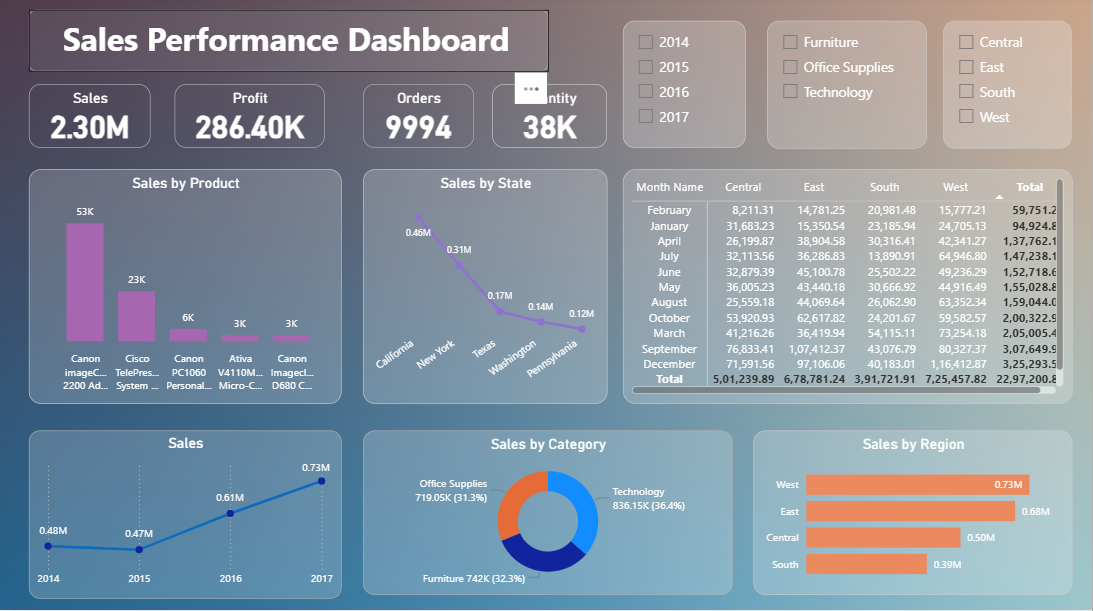 Sales Performance Dashboard
2014
2015
2016
2017
Furniture
Office Supplies
Technology
Central
East
South
West
Sales
2.30M
Profit
286.40K
Orders
9994
ntity
38K
Sales by Product
53K
23K
6K
3K
3K
Canon imageC... 2200 Ad...
Cisco TelePres... System ...
Canon PC1060 Personal...
Ativa V4110M... Micro-C...
Canon Imagecl... D680 C...
Sales by State
0.46M
0.31M
0.17M
0.14M
0.12M
California
New York
Texas
Washington
Pennsylvania
Month Name Central East South West Total
February 8,211.31 14,781.25 20,981.48 15,777.21 59,751.2
January 31,683.23 15,350.54 23,185.94 24,705.13 94,924.8
April 26,199.87 38,904.58 30,316.41 42,341.27 1,37,762.1
July 32,113.56 36,286.83 13,890.91 64,946.80 1,47,238.1
June 32,879.39 45,100.78 25,502.22 49,236.29 1,52,718.6
May 36,005.23 43,440.18 30,666.92 44,916.49 1,55,028.8
August 25,559.18 44,069.64 26,062.90 63,352.34 1,59,044.0
October 53,920.93 62,617.82 24,201.67 59,582.57 2,00,322.9
March 41,216.26 36,419.94 54,115.11 73,254.18 2,05,005.4
September 76,833.41 1,07,412.37 43,076.79 80,327.37 3,07,649.9
December 71,591.56 97,106.06 40,183.01 1,16,412.87 3,25,293.5
Total 5,01,239.89 6,78,781.24 3,91,721.91 7,25,457.82 22,97,200.8
Sales
0.48M
0.47M
0.61M
0.73M
2014
2015
2016
2017
Sales by Category
Office Supplies
719.05K (31.3%)
Technology
836.15K (36.4%)
Furniture 742K (32.3%)
Sales by Region
West 0.73M
East 0.68M
Central 0.50M
South 0.39M